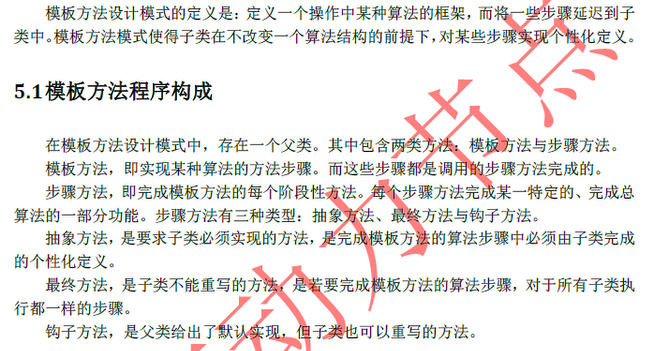 模板方法设计模式的定义是：定义一个操作中某种算法的框架，而将一些步骤延迟到子
类中。模板方法模式使得子类在不改变一个算法结构的前提下，对某些步骤实现个性化定义。
5.1模板方法程序构成
在模板方法设计模式中，存在一个父类。其中包含两类方法：模板方法与步骤方法。
模板方法，即实现某种算法的方法步骤。而这些步骤都是调用的步骤方法完成的。
步骤方法，即完成模板方法的每个阶段性方法。每个步骤方法完成某一特定的、完成总
算法的一部分功能。步骤方法有三种类型：抽象方法、最终方法与钩子方法。
抽象方法，是要求子类必须实现的方法，是完成模板方法的算法步骤中必须由子类完成
的个性化定义。
最终方法，是子类不能重写的方法，是若要完成模板方法的算法步骤，对于所有子类执
行都一样的步骤。
钩子方法，是父类给出了默认实现，但子类也可以重写的方法。
动力节点